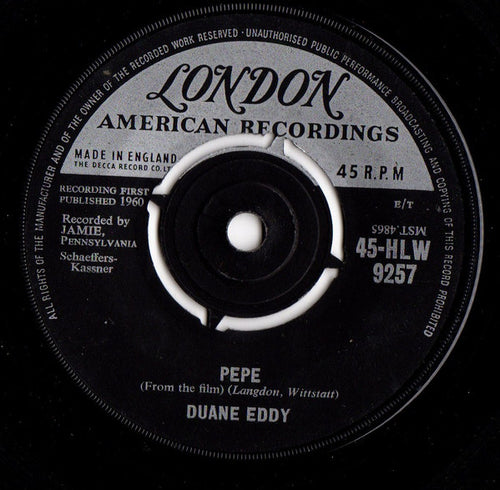 ALL RIGHTS OF THE MANUFACTURER AND OF THE OWNER OF THE RECORDED WORK RESERVED · UNAUTHORISED PUBLIC PERFORMANCE BROADCASTING AND COPYING OF THIS RECORD PROHIBITED
LONDON
AMERICAN RECORDINGS
MADE IN ENGLAND
THE DECCA RECORD CO. LTD
45 R.P.M
RECORDING FIRST
PUBLISHED 1960
E/T
Recorded by
JAMIE,
PENNSYLVANIA
MST.4865
Schaeffers-
Kassner
45-HLW
9257
PEPE
(From the film) (Langdon, Wittstatt)
DUANE EDDY